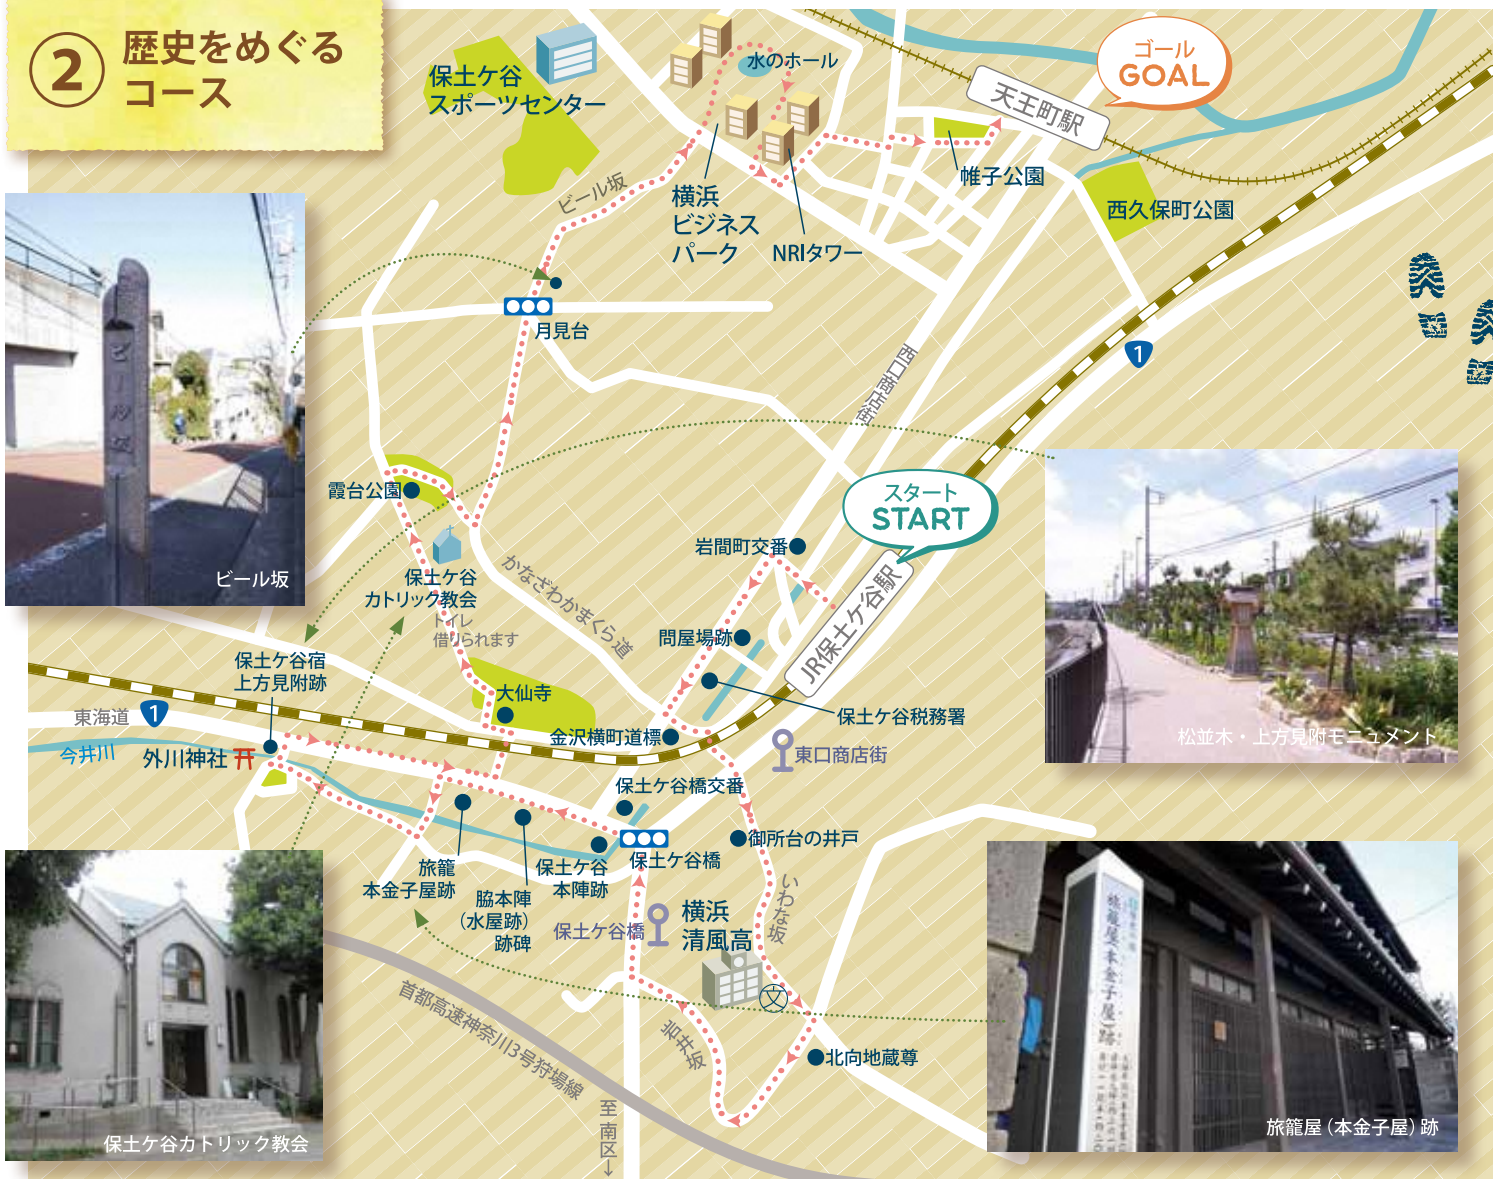 2
歴史をめぐる
コース
保土ケ谷
スポーツセンター
水のホール
ゴール
GOAL
天王町駅
帷子公園
西久保町公園
横浜
ビジネス
パーク
NRIタワー
ビール坂
ビール坂
ビール坂
月見台
1
西口商店街
霞台公園
スタート
START
JR保土ケ谷駅
岩間町交番
保土ケ谷
カトリック教会
トイレ
借りられます
かなざわかまくら道
問屋場跡
保土ケ谷税務署
保土ケ谷宿
上方見附跡
大仙寺
金沢横町道標
東口商店街
松並木・上方見附モニュメント
東海道
1
今井川
外川神社
保土ケ谷橋交番
御所台の井戸
保土ケ谷橋
旅籠
本金子屋跡
脇本陣
(水屋跡)
跡碑
保土ケ谷
本陣跡
保土ケ谷橋
横浜
清風高
文
いわな坂
岩井坂
北向地蔵尊
首都高速神奈川3号狩場線
至南区→
保土ケ谷カトリック教会
旅籠屋(本金子屋)跡
旅籠屋(本金子屋)跡